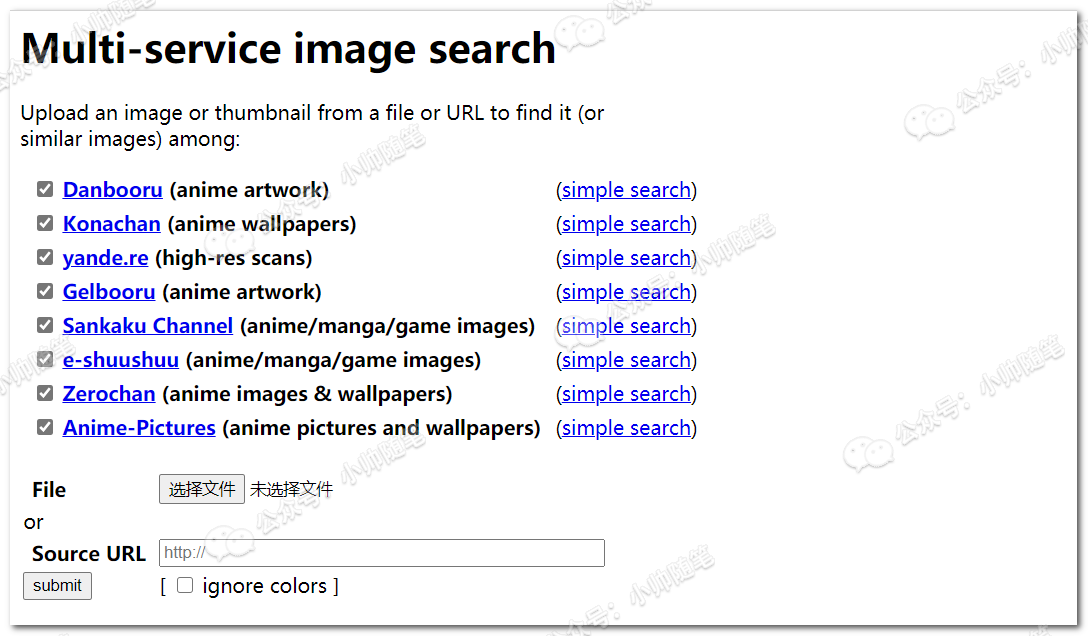 Multi-service image search
Upload an image or thumbnail from a file or URL to find it (or
similar images) among:
Danbooru (anime artwork) (simple search)
Konachan (anime wallpapers) (simple search)
yande.re (high-res scans) (simple search)
Gelbooru (anime artwork) (simple search)
Sankaku Channel (anime/manga/game images) (simple search)
e-shuushuu (anime/manga/game images) (simple search)
Zerochan (anime images & wallpapers) (simple search)
Anime-Pictures (anime pictures and wallpapers) (simple search)
File 选择文件 未选择文件
or
Source URL http://
submit [ ignore colors ]
公众号：小帅随笔